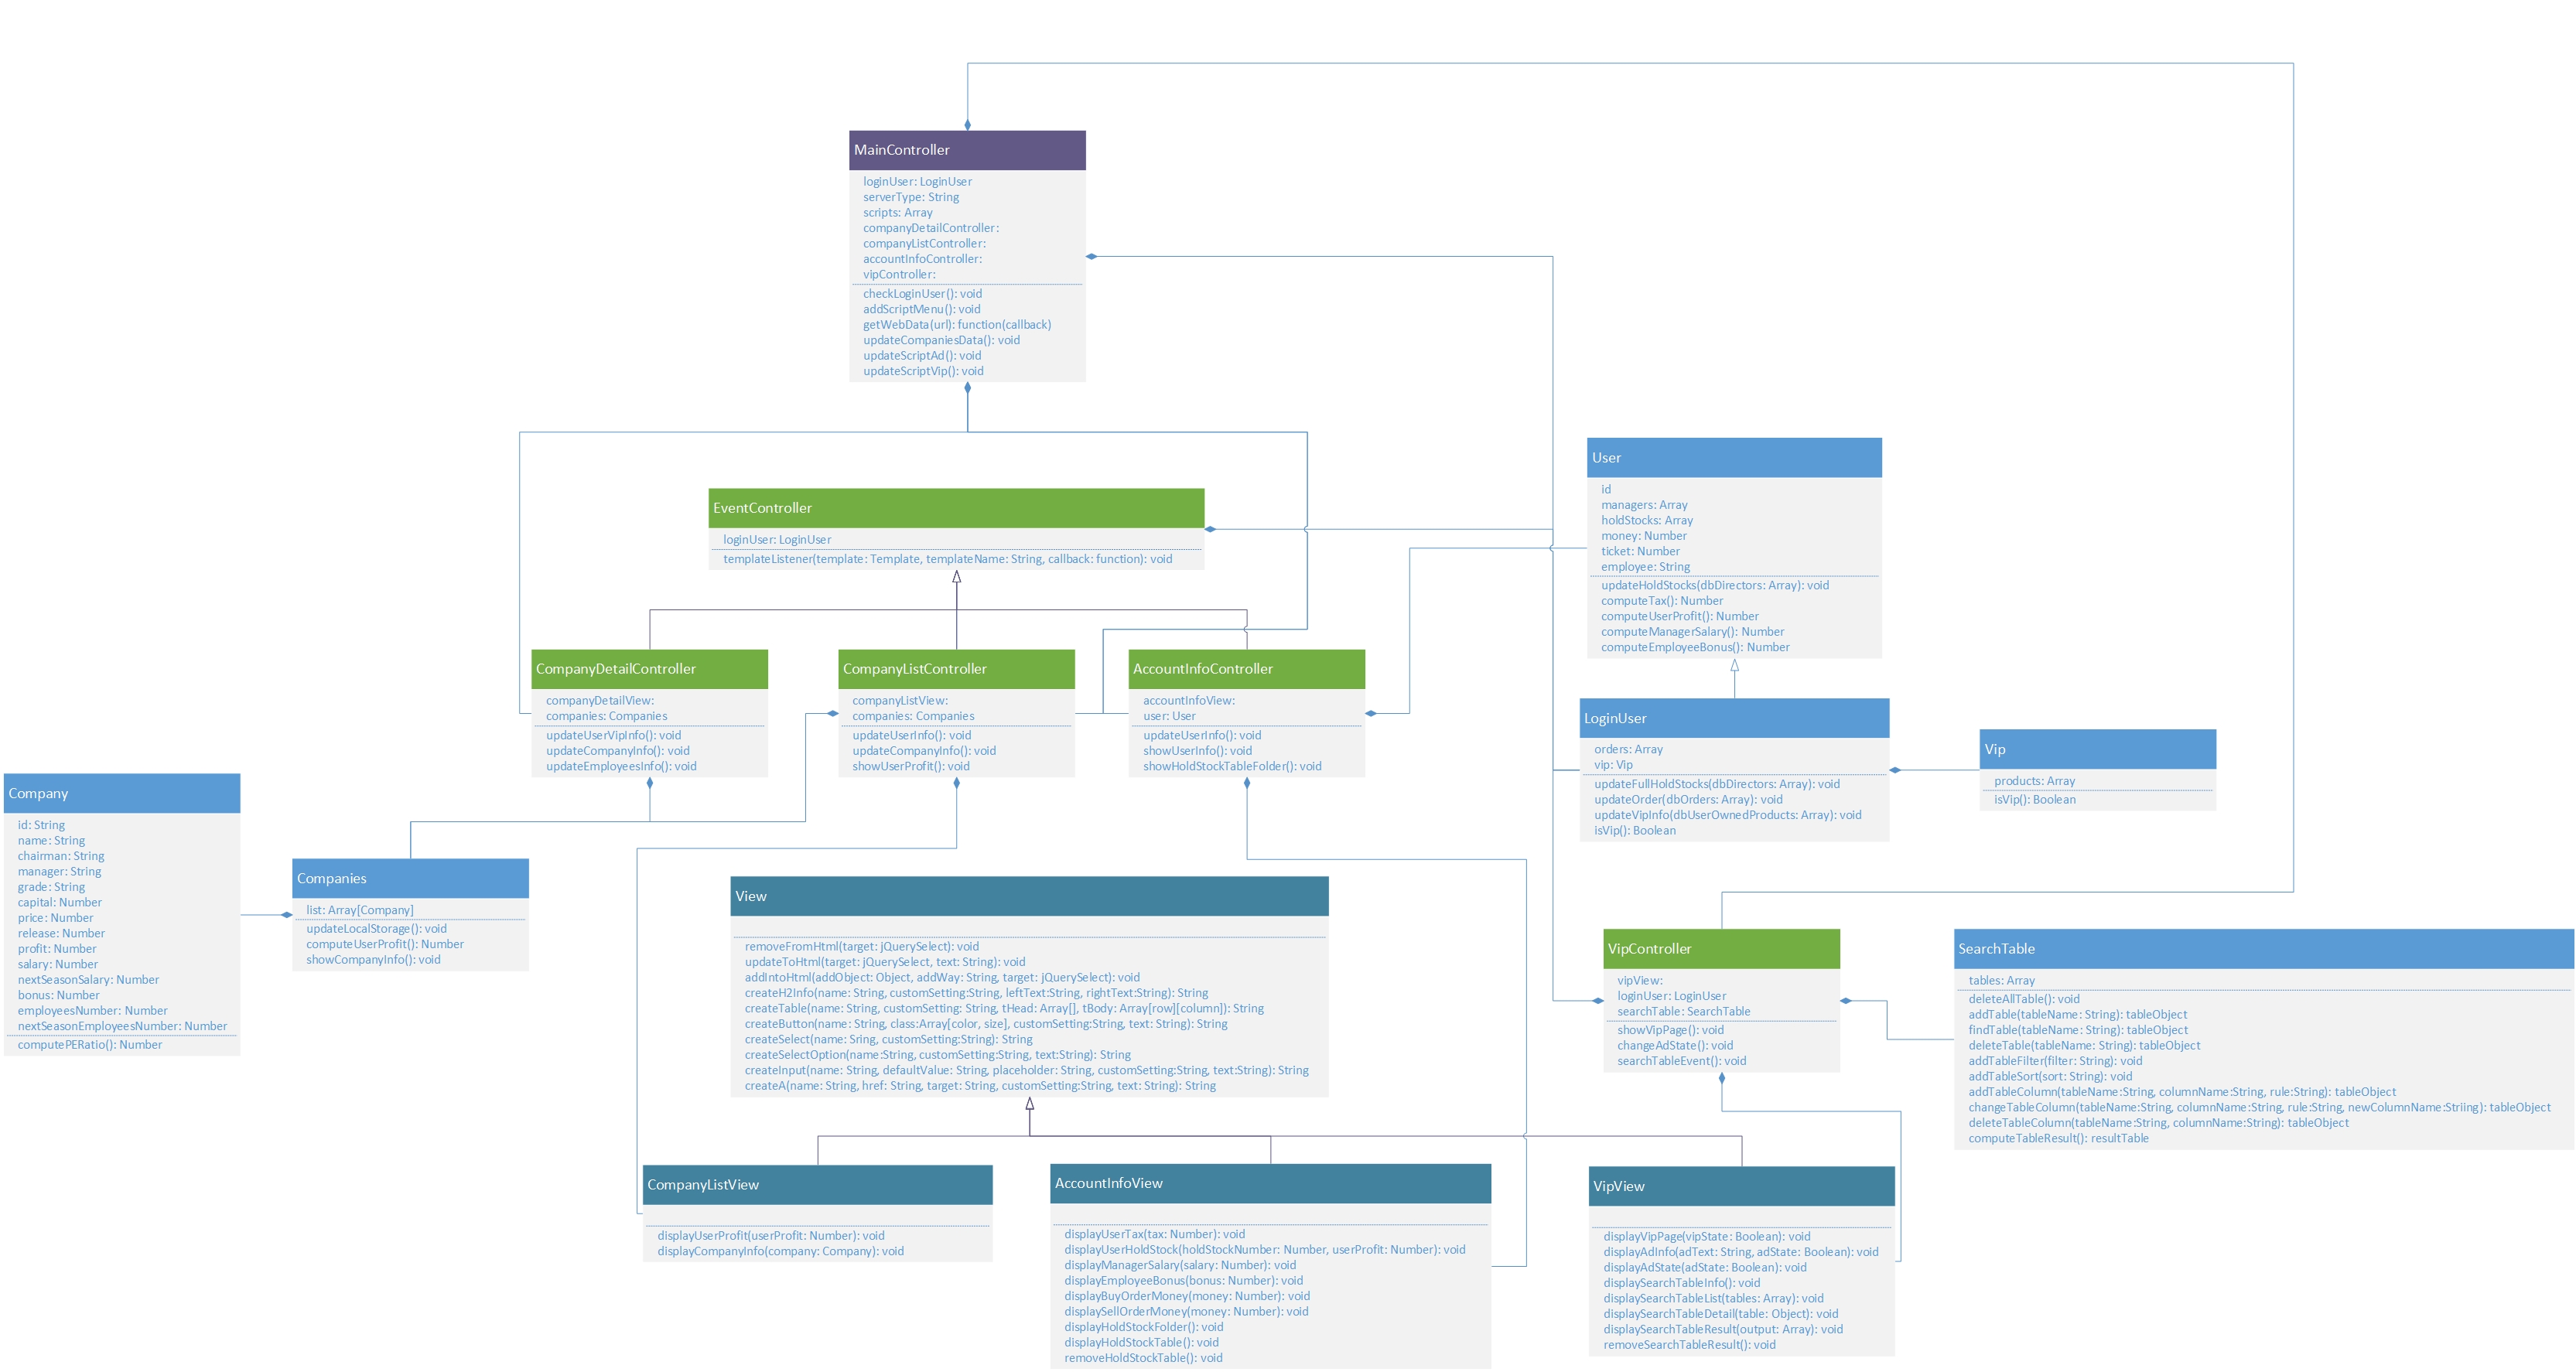 MainController
loginUser: LoginUser
serverType: String
scripts: Array
companyDetailController:
companyListController:
accountInfoController:
vipController:
checkLoginUser(): void
addScriptMenu(): void
getWebData(url): function(callback)
updateCompaniesData(): void
updateScriptAd(): void
updateScriptVip(): void
User
id
managers: Array
holdStocks: Array
money: Number
ticket: Number
employee: String
updateHoldStocks(dbDirectors: Array): void
computeTax(): Number
computeUserProfit(): Number
computeManagerSalary(): Number
computeEmployeeBonus(): Number
EventController
loginUser: LoginUser
templateListener(template: Template, templateName: String, callback: function): void
CompanyDetailController
companyDetailView:
companies: Companies
updateUserVipInfo(): void
updateCompanyInfo(): void
updateEmployeesInfo(): void
CompanyListController
companyListView:
companies: Companies
updateUserInfo(): void
updateCompanyInfo(): void
showUserProfit(): void
AccountInfoController
accountInfoView:
user: User
updateUserInfo(): void
showUserInfo(): void
showHoldStockTableFolder(): void
LoginUser
orders: Array
vip: Vip
updateFullHoldStocks(dbDirectors: Array): void
updateOrder(dbOrders: Array): void
updateVipInfo(dbUserOwnedProducts: Array): void
isVip(): Boolean
Vip
products: Array
isVip(): Boolean
Company
id: String
name: String
chairman: String
manager: String
grade: String
capital: Number
price: Number
release: Number
profit: Number
salary: Number
nextSeasonSalary: Number
bonus: Number
employeesNumber: Number
nextSeasonEmployeesNumber: Number
computePERatio(): Number
Companies
list: Array[Company]
updateLocalStorage(): void
computeUserProfit(): Number
showCompanyInfo(): void
View
removeFromHtml(target: jQuerySelect): void
updateToHtml(target: jQuerySelect, text: String): void
addIntoHtml(addObject: Object, addWay: String, target: jQuerySelect): void
createH2Info(name: String, customSetting:String, leftText:String, rightText:String): String
createTable(name: String, customSetting: String, tHead: Array[], tBody: Array[row][column]): String
createButton(name: String, class:Array[color, size], customSetting:String, text: String): String
createSelect(name: Sring, customSetting:String): String
createSelectOption(name:String, customSetting:String, text:String): String
createInput(name: String, defaultValue: String, placeholder: String, customSetting:String, text:String): String
createA(name: String, href: String, target: String, customSetting:String, text: String): String
VipController
vipView:
loginUser: LoginUser
searchTable: SearchTable
showVipPage(): void
changeAdState(): void
searchTableEvent(): void
SearchTable
tables: Array
deleteAllTable(): void
addTable(tableName: String): tableObject
findTable(tableName: String): tableObject
deleteTable(tableName: String): tableObject
addTableFilter(filter: String): void
addTableSort(sort: String): void
addTableColumn(tableName:String, columnName:String, rule:String): tableObject
changeTableColumn(tableName:String, columnName:String, rule:String, newColumnName:Striing): tableObject
deleteTableColumn(tableName:String, columnName:String): tableObject
computeTableResult(): resultTable
CompanyListView
displayUserProfit(userProfit: Number): void
displayCompanyInfo(company: Company): void
AccountInfoView
displayUserTax(tax: Number): void
displayUserHoldStock(holdStockNumber: Number, userProfit: Number): void
displayManagerSalary(salary: Number): void
displayEmployeeBonus(bonus: Number): void
displayBuyOrderMoney(money: Number): void
displaySellOrderMoney(money: Number): void
displayHoldStockFolder(): void
displayHoldStockTable(): void
removeHoldStockTable(): void
VipView
displayVipPage(vipState: Boolean): void
displayAdInfo(adText: String, adState: Boolean): void
displayAdState(adState: Boolean): void
displaySearchTableInfo(): void
displaySearchTableList(tables: Array): void
displaySearchTableDetail(table: Object): void
displaySearchTableResult(output: Array): void
removeSearchTableResult(): void